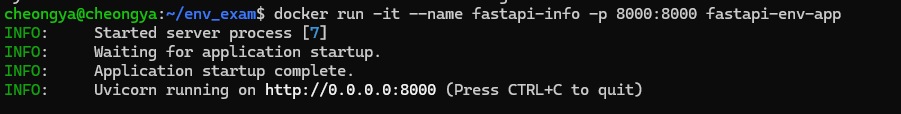 cheongya@cheongya:~/env_exam$ docker run -it --name fastapi-info -p 8000:8000 fastapi-env-app
INFO:     Started server process [7]
INFO:     Waiting for application startup.
INFO:     Application startup complete.
INFO:     Uvicorn running on http://0.0.0.0:8000 (Press CTRL+C to quit)